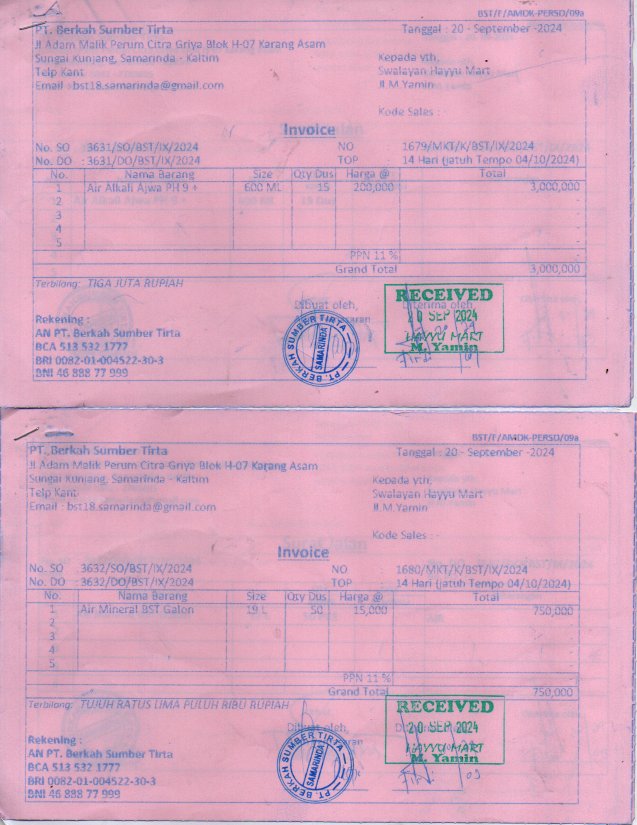 BST/F/AMDK-PERSD/09a
PT. Berkah Sumber Tirta
Tanggal : 20 - September -2024
Jl Adam Malik Perum Citra Griya Blok H-07 Karang Asam
Sungai Kunjang, Samarinda - Kaltim
Kepada yth,
Telp Kant
Swalayan Hayyu Mart
Email : bst18.samarinda@gmail.com
JL.M.Yamin
Kode Sales : -
Invoice
No. SO : 3631/SO/BST/IX/2024 NO 1679/MKT/K/BST/IX/2024
No. DO : 3631/DO/BST/IX/2024 TOP 14 Hari (jatuh Tempo 04/10/2024)
No. Nama Barang Size Qty Dus Harga @ Total
1 Air Alkali Ajwa PH 9 + 600 ML 15 200,000 3,000,000
2 -
3 -
4 -
5 -
PPN 11 % -
Grand Total 3,000,000
Terbilang: TIGA JUTA RUPIAH
Dibuat oleh, Diterima oleh
RECEIVED
20 SEP 2024
HAYYU MART
M. Yamin
Rekening :
AN PT. Berkah Sumber Tirta
BCA 513 532 1777
BRI 0082-01-004522-30-3
BNI 46 888 77 999
PT. BERKAH SUMBER TIRTA
SAMARINDA
BST/F/AMDK-PERSD/09a
PT. Berkah Sumber Tirta
Tanggal : 20 - September -2024
Jl Adam Malik Perum Citra Griya Blok H-07 Karang Asam
Sungai Kunjang, Samarinda - Kaltim
Kepada yth,
Telp Kant
Swalayan Hayyu Mart
Email : bst18.samarinda@gmail.com
JL.M.Yamin
Kode Sales : -
Invoice
No. SO : 3632/SO/BST/IX/2024 NO 1680/MKT/K/BST/IX/2024
No. DO : 3632/DO/BST/IX/2024 TOP 14 Hari (jatuh Tempo 04/10/2024)
No. Nama Barang Size Qty Dus Harga @ Total
1 Air Mineral BST Galon 19 L 50 15,000 750,000
2 -
3 -
4 -
5 -
PPN 11 % -
Grand Total 750,000
Terbilang: TUJUH RATUS LIMA PULUH RIBU RUPIAH
Dibuat oleh,
RECEIVED
20 SEP 2024
HAYYU MART
M. Yamin
Rekening :
AN PT. Berkah Sumber Tirta
BCA 513 532 1777
BRI 0082-01-004522-30-3
BNI 46 888 77 999
PT. BERKAH SUMBER TIRTA
SAMARINDA